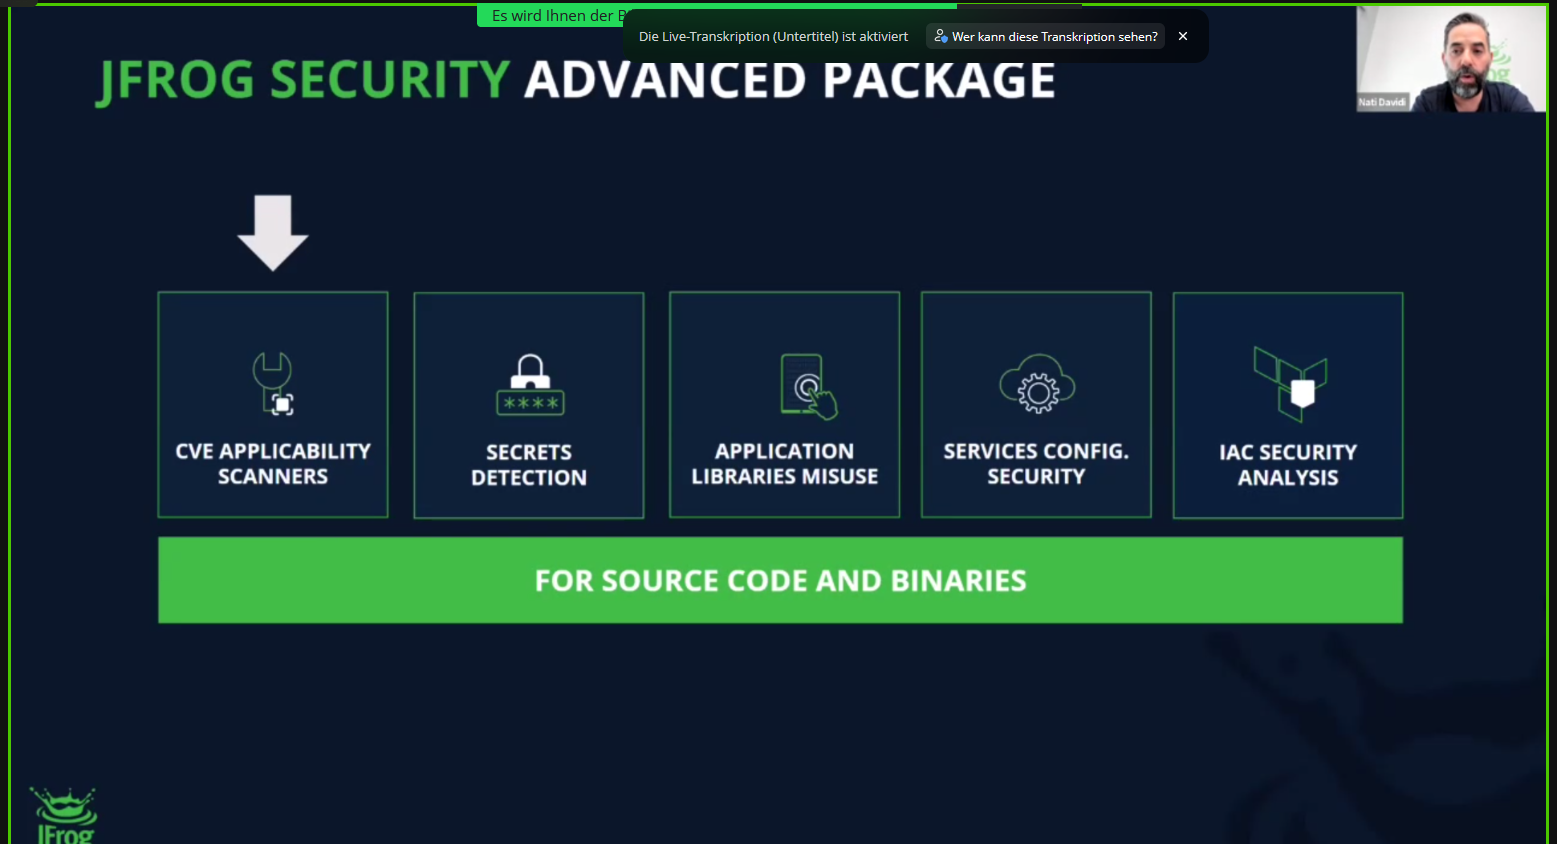 Es wird Ihnen der
Die Live-Transkription (Untertitel) ist aktiviert
Wer kann diese Transkription sehen?
JFROG SECURITY ADVANCED PACKAGE
Nati Davidi
CVE APPLICABILITY
SCANNERS
SECRETS
DETECTION
****
APPLICATION
LIBRARIES MISUSE
SERVICES CONFIG.
SECURITY
IAC SECURITY
ANALYSIS
FOR SOURCE CODE AND BINARIES
JFrog